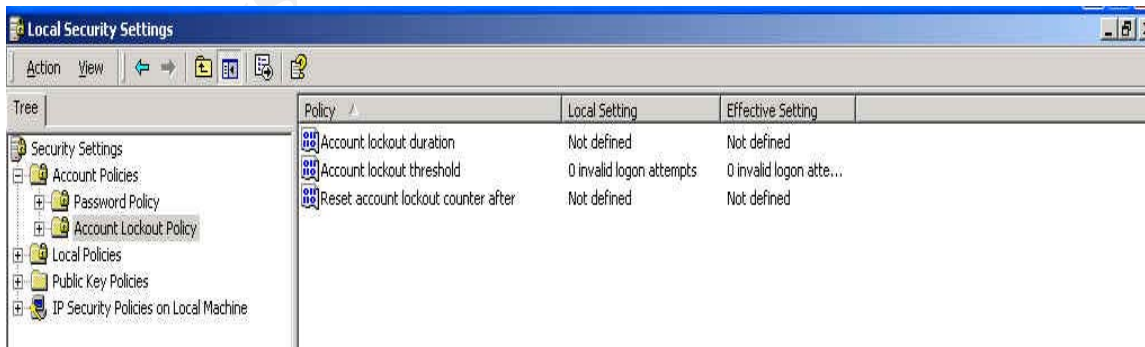 Local Security Settings
Action View
Tree
Policy Local Setting Effective Setting
Security Settings
Account Policies
Password Policy
Account Lockout Policy
Local Policies
Public Key Policies
IP Security Policies on Local Machine
Account lockout duration Not defined Not defined
Account lockout threshold 0 invalid logon attempts 0 invalid logon atte...
Reset account lockout counter after Not defined Not defined